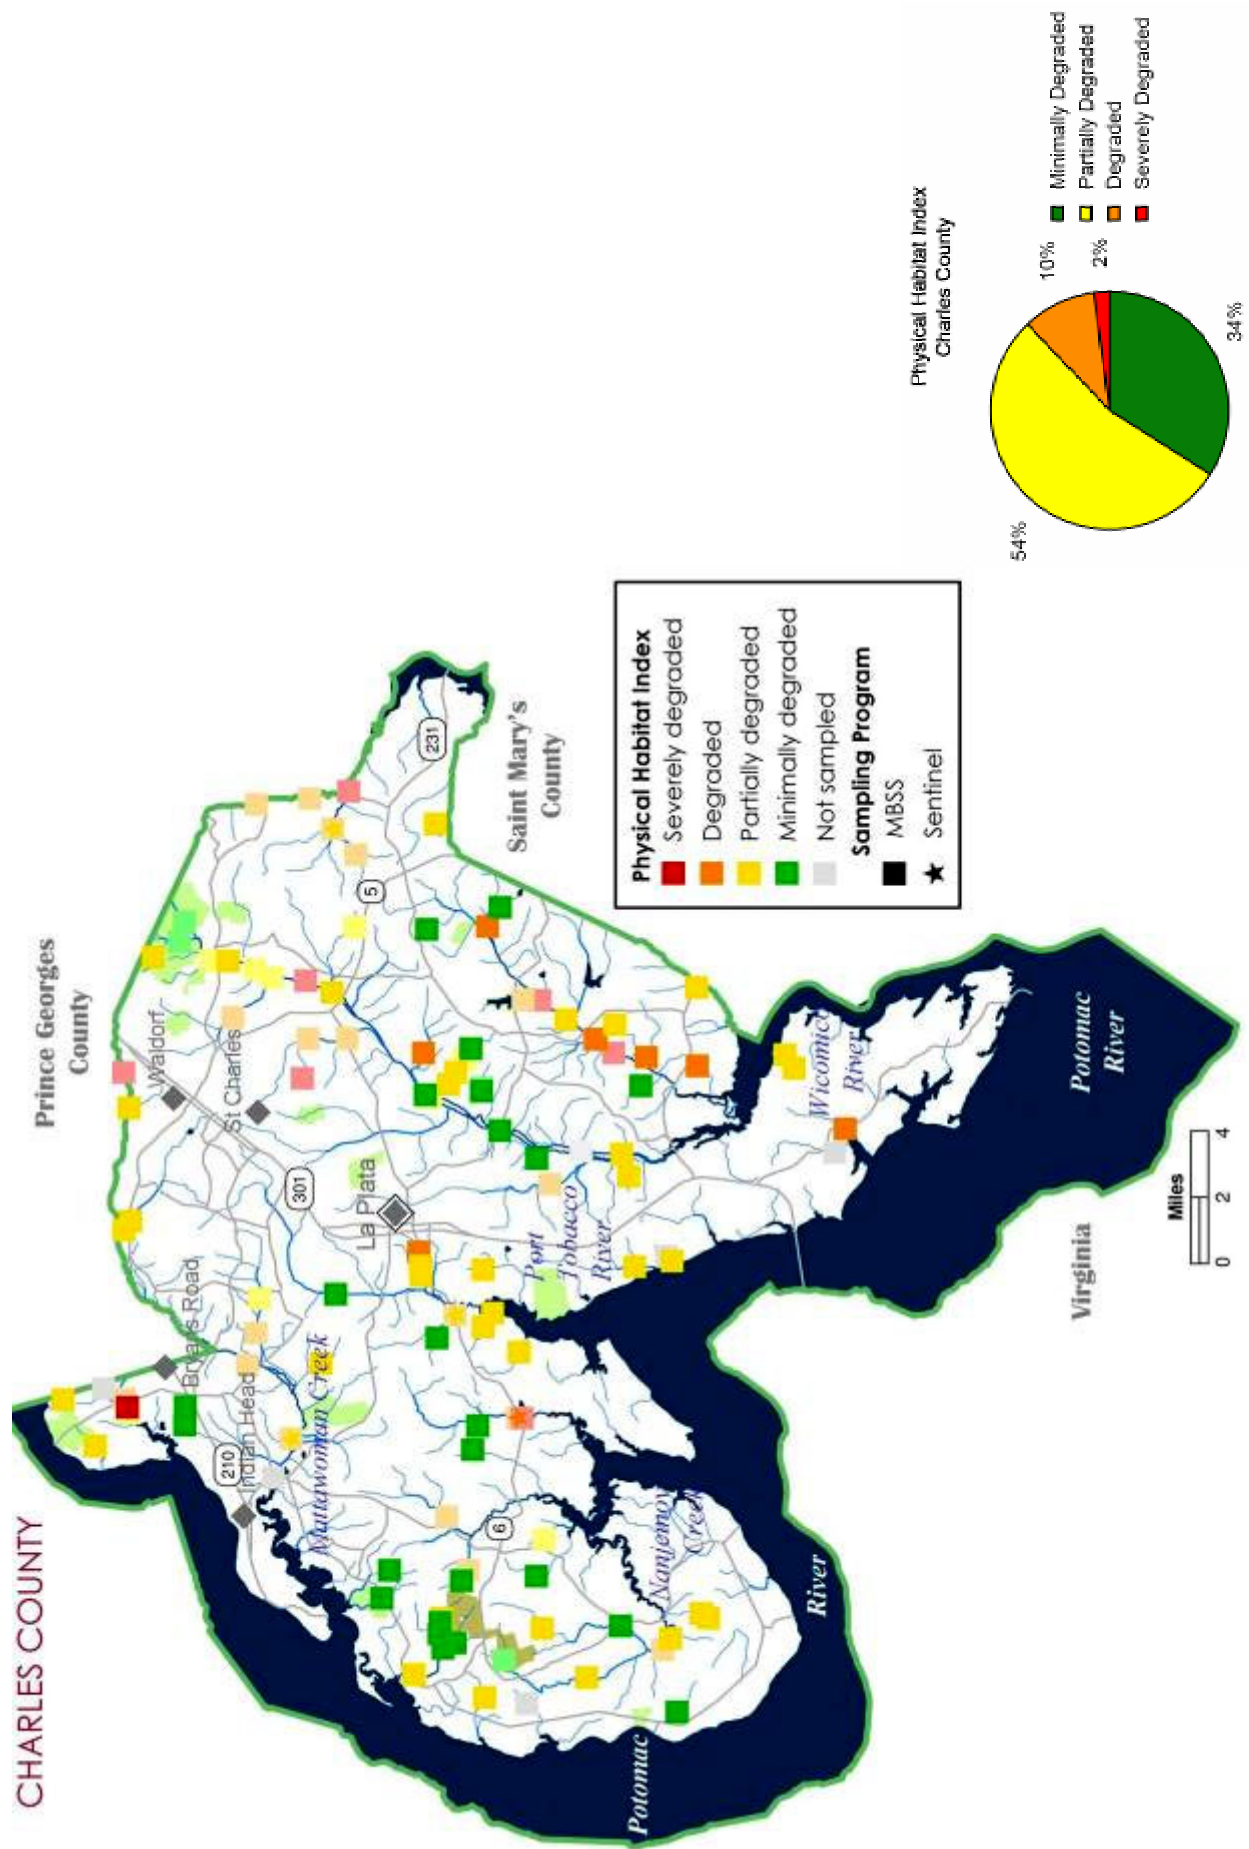 CHARLES COUNTY
Prince Georges
County
Waldorf
St Charles
Bryans Road
Indian Head
210
301
5
231
La Plata
6
Mattawoman Creek
Port
Tobacco
River
Nanjemoy
Creek
Wicomico
River
Saint Mary's
County
Potomac
River
Potomac
River
Virginia
Miles
0 2 4
Physical Habitat Index
Severely degraded
Degraded
Partially degraded
Minimally degraded
Not sampled
Sampling Program
MBSS
Sentinel
Physical Habitat Index
Charles County
54%
10%
2%
34%
Minimally Degraded
Partially Degraded
Degraded
Severely Degraded